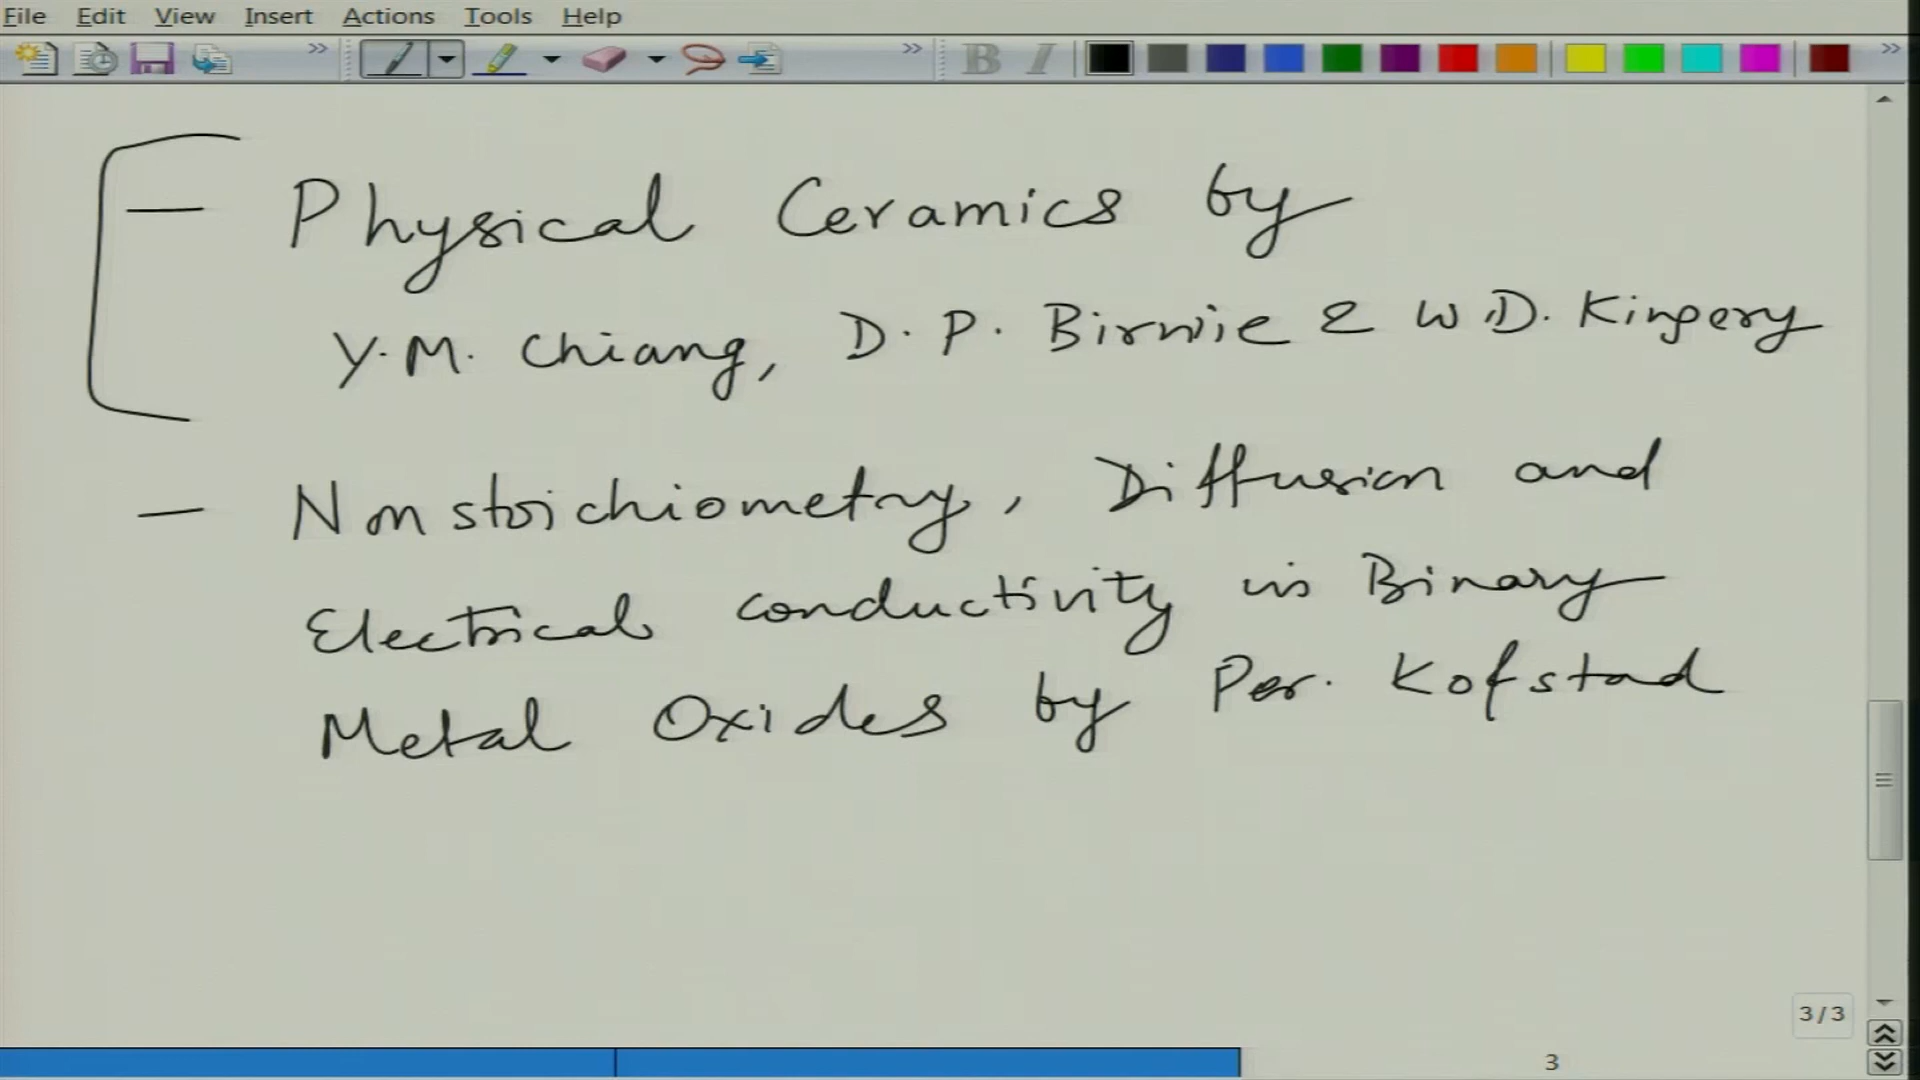 File Edit View Insert Actions Tools Help
B I
— Physical Ceramics by
Y.M. Chiang, D. P. Birnie & W.D. Kingery
— Nonstoichiometry, Diffusion and
Electrical conductivity in Binary
Metal Oxides by Per. Kofstad
3/3
3